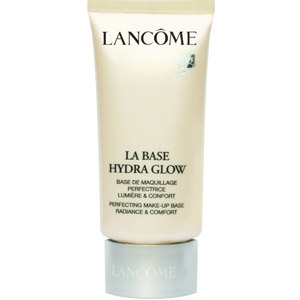 LANCÔME
LA BASE
HYDRA GLOW
BASE DE MAQUILLAGE
PERFECTRICE
LUMIÈRE & CONFORT
PERFECTING MAKE-UP BASE
RADIANCE & COMFORT
LANCÔME